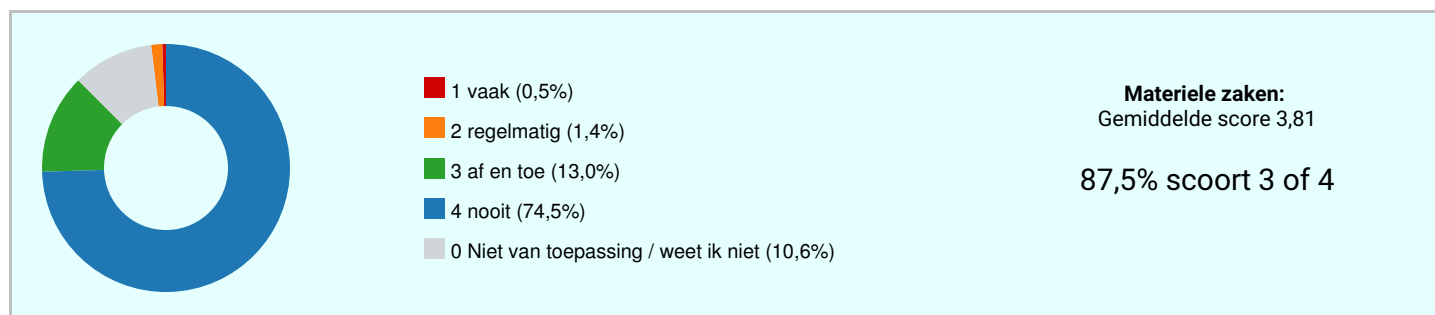 1 vaak (0,5%)
2 regelmatig (1,4%)
3 af en toe (13,0%)
4 nooit (74,5%)
0 Niet van toepassing / weet ik niet (10,6%)
Materiele zaken:
Gemiddelde score 3,81
87,5% scoort 3 of 4